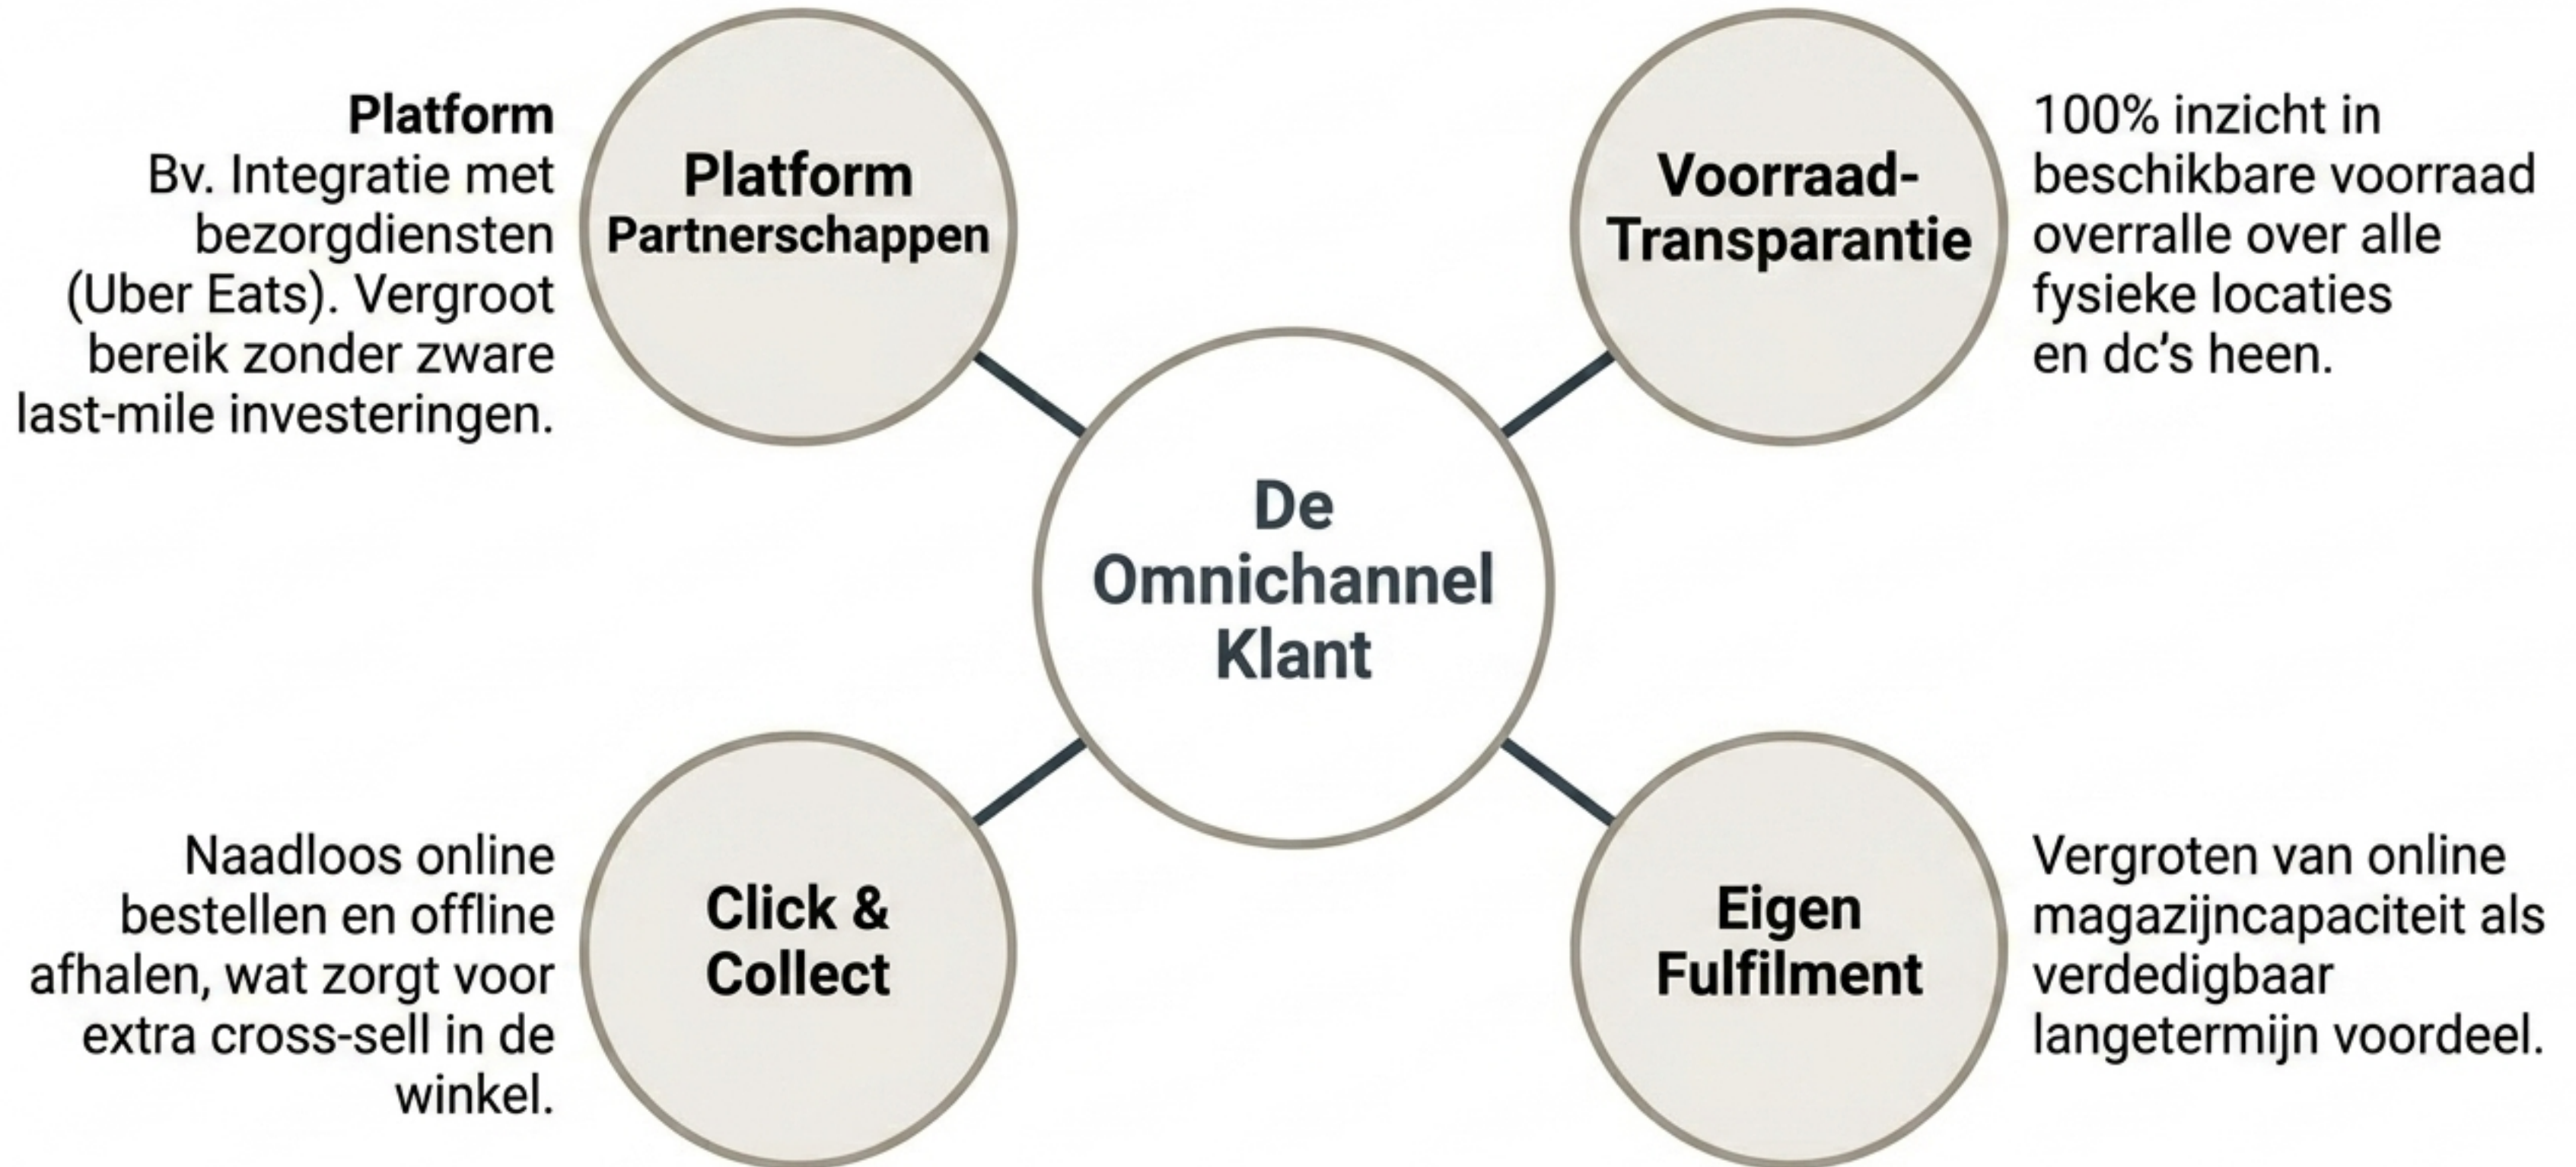 Platform
Bv. Integratie met
bezorgdiensten
(Uber Eats). Vergroot
bereik zonder zware
last-mile investeringen.
Platform
Partnerschappen
Voorraad-
Transparantie
100% inzicht in
beschikbare voorraad
overralle over alle
fysieke locaties
en dc's heen.
De
Omnichannel
Klant
Naadloos online
bestellen en offline
afhalen, wat zorgt voor
extra cross-sell in de
winkel.
Click &
Collect
Eigen
Fulfilment
Vergroten van online
magazijncapaciteit als
verdedigbaar
langetermijn voordeel.